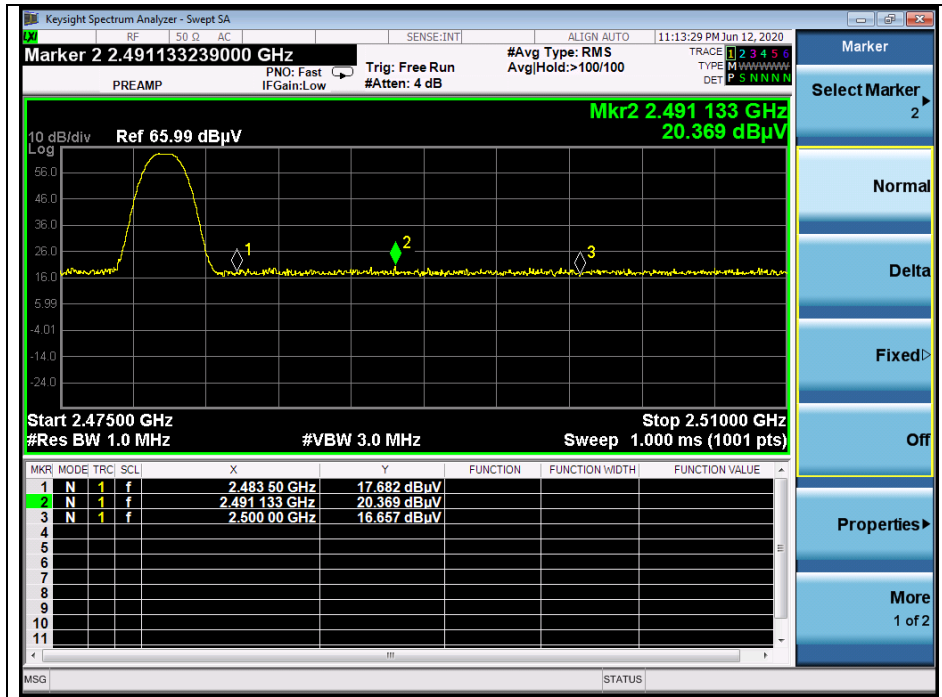 Keysight Spectrum Analyzer - Swept SA
LXI RF 50 Ω AC SENSE:INT ALIGN AUTO 11:13:29 PM Jun 12, 2020
Marker 2 2.491133239000 GHz
PREAMP
PNO: Fast
IFGain:Low
Trig: Free Run
#Atten: 4 dB
#Avg Type: RMS
Avg|Hold:>100/100
TRACE 1 2 3 4 5 6
TYPE M W W W W W
DET P S N N N N
Mkr2 2.491 133 GHz
20.369 dBµV
10 dB/div Ref 65.99 dBµV
Log
56.0
46.0
36.0
26.0
16.0
5.99
-4.01
-14.0
-24.0
1
2
3
Start 2.47500 GHz Stop 2.51000 GHz
#Res BW 1.0 MHz #VBW 3.0 MHz Sweep 1.000 ms (1001 pts)
MKR MODE TRC SCL X Y FUNCTION FUNCTION WIDTH FUNCTION VALUE
1 N 1 f 2.483 50 GHz 17.682 dBµV
2 N 1 f 2.491 133 GHz 20.369 dBµV
3 N 1 f 2.500 00 GHz 16.657 dBµV
4
5
6
7
8
9
10
11
MSG STATUS
Marker
Select Marker
2
Normal
Delta
Fixed
Off
Properties
More
1 of 2